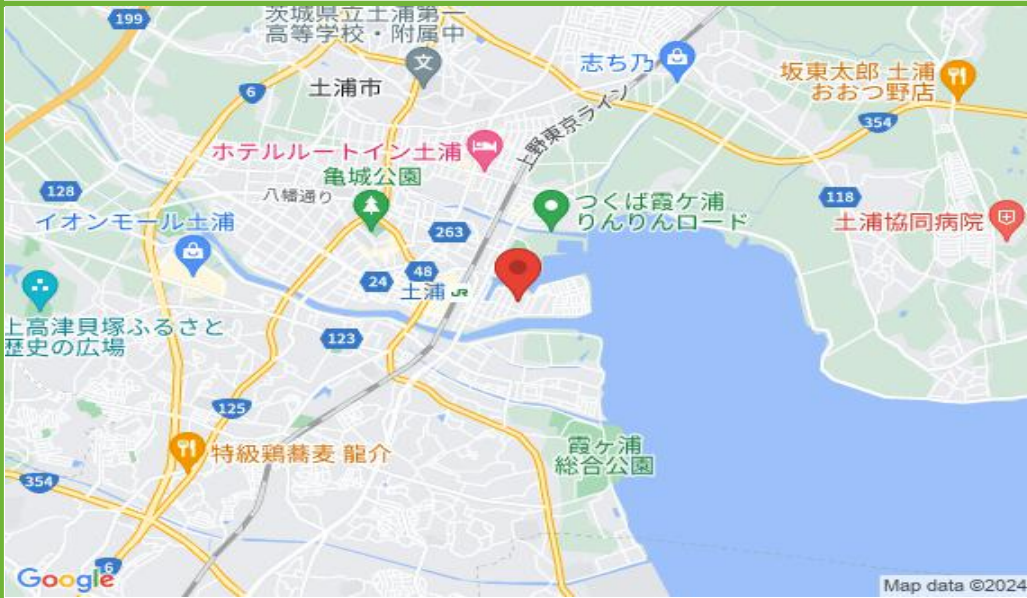 199
茨城県立土浦第一
高等学校・附属中
志ち乃
坂東太郎 土浦
おおつ野店
6
土浦市
上野東京ライン
354
ホテルルートイン土浦
亀城公園
128
八幡通り
つくば霞ケ浦
りんりんロード
118
土浦協同病院
イオンモール土浦
263
48
24
土浦 JR
上高津貝塚ふるさと
歴史の広場
123
125
霞ヶ浦
総合公園
特級鶏蕎麦 龍介
354
6
Google
Map data ©2024